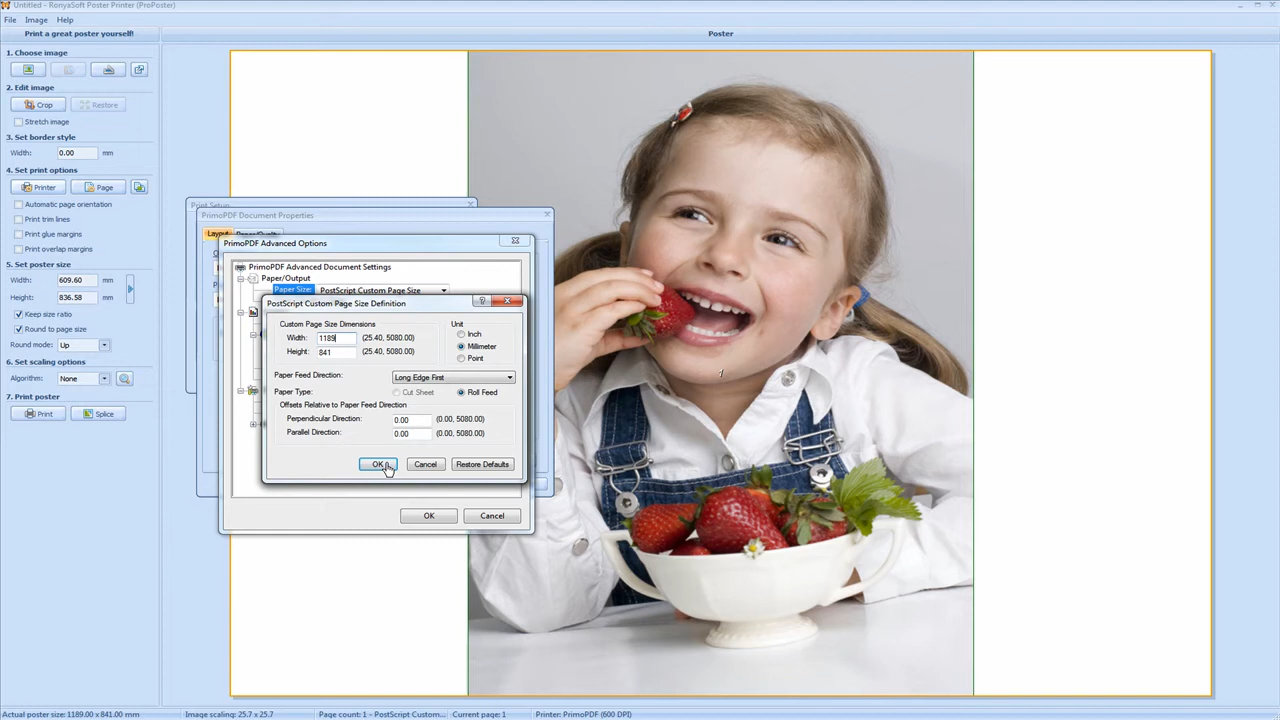 Untitled - RonyaSoft Poster Printer (ProPoster)
File Image Help
Print a great poster yourself!
Poster
1. Choose image
2. Edit image
Crop Restore
Stretch image
3. Set border style
Width: 0.00 mm
4. Set print options
Printer Page
Automatic page orientation
Print trim lines
Print glue margins
Print overlap margins
5. Set poster size
Width: 609.60 mm
Height: 836.58 mm
Keep size ratio
Round to page size
Round mode: Up
6. Set scaling options
Algorithm: None
7. Print poster
Print Splice
Print Setup
PrimoPDF Document Properties
Layout Paper/Quality
PrimoPDF Advanced Options
PrimoPDF Advanced Document Settings
Paper/Output
Paper Size: PostScript Custom Page Size
PostScript Custom Page Size Definition
Custom Page Size Dimensions
Width: 1189 (25.40, 5080.00)
Height: 841 (25.40, 5080.00)
Unit
Inch
Millimeter
Point
Paper Feed Direction: Long Edge First
Paper Type: Cut Sheet Roll Feed
Offsets Relative to Paper Feed Direction
Perpendicular Direction: 0.00 (0.00, 5080.00)
Parallel Direction: 0.00 (0.00, 5080.00)
OK Cancel Restore Defaults
OK Cancel
1
Actual poster size: 1189.00 x 841.00 mm Image scaling: 25.7 x 25.7 Page count: 1 - PostScript Custom... Current page: 1 Printer: PrimoPDF (600 DPI)